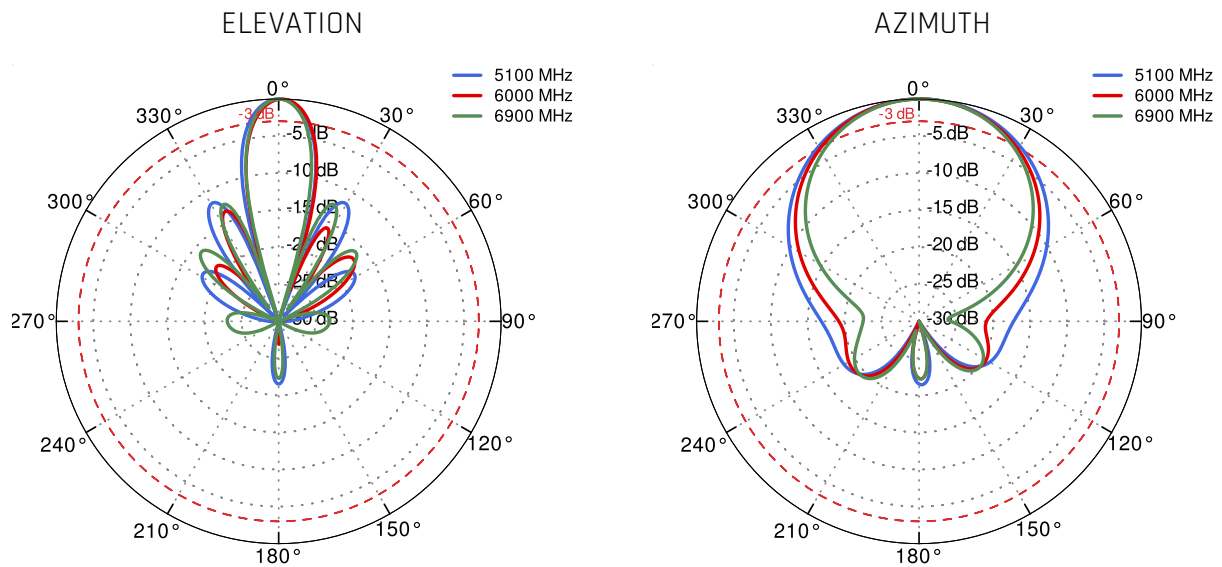 ELEVATION
5100 MHz
6000 MHz
6900 MHz
0°
30°
60°
90°
120°
150°
180°
210°
240°
270°
300°
330°
-3 dB
-5 dB
-10 dB
-15 dB
-20 dB
-25 dB
-30 dB
AZIMUTH
5100 MHz
6000 MHz
6900 MHz
0°
30°
60°
90°
120°
150°
180°
210°
240°
270°
300°
330°
-3 dB
-5 dB
-10 dB
-15 dB
-20 dB
-25 dB
-30 dB